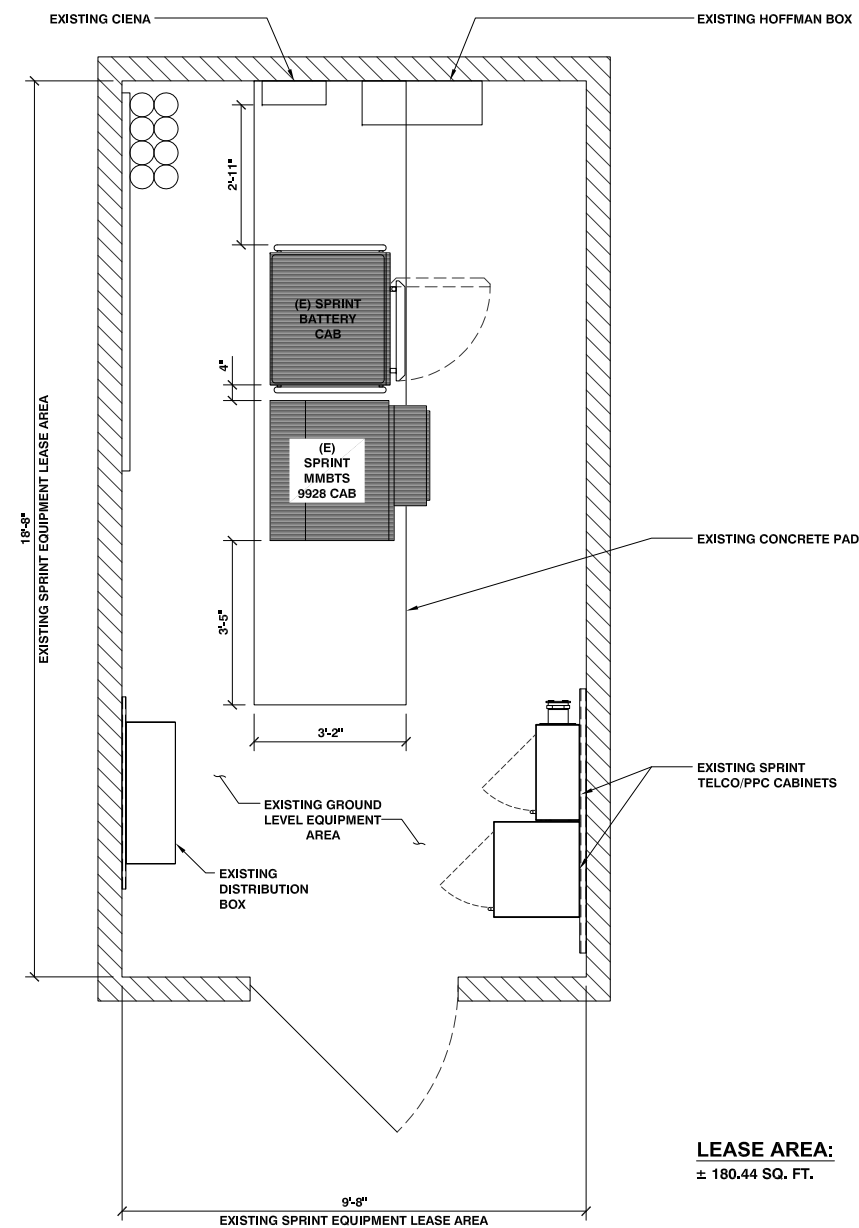 EXISTING CIENA
EXISTING HOFFMAN BOX
2'-11"
(E) SPRINT
BATTERY
CAB
4"
(E)
SPRINT
MMBTS
9928 CAB
18'-8"
EXISTING SPRINT EQUIPMENT LEASE AREA
EXISTING CONCRETE PAD
3'-5"
3'-2"
EXISTING SPRINT
TELCO/PPC CABINETS
EXISTING GROUND
LEVEL EQUIPMENT
AREA
EXISTING
DISTRIBUTION
BOX
LEASE AREA:
± 180.44 SQ. FT.
9'-8"
EXISTING SPRINT EQUIPMENT LEASE AREA